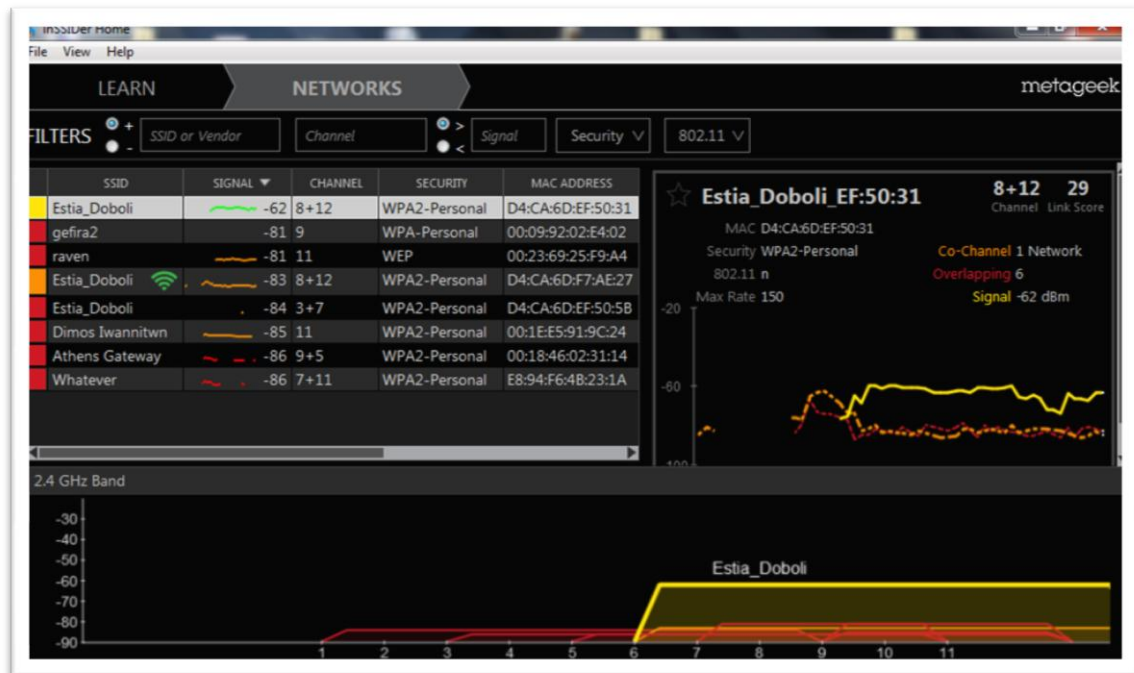 inSSIDer Home
File View Help
LEARN NETWORKS metageek
FILTERS + - SSID or Vendor Channel > < Signal Security 802.11
SSID SIGNAL CHANNEL SECURITY MAC ADDRESS
Estia_Doboli -62 8+12 WPA2-Personal D4:CA:6D:EF:50:31
gefira2 -81 9 WPA-Personal 00:09:92:02:E4:02
raven -81 11 WEP 00:23:69:25:F9:A4
Estia_Doboli -83 8+12 WPA2-Personal D4:CA:6D:F7:AE:27
Estia_Doboli -84 3+7 WPA2-Personal D4:CA:6D:EF:50:5B
Dimos Iwannitwn -85 11 WPA2-Personal 00:1E:E5:91:9C:24
Athens Gateway -86 9+5 WPA2-Personal 00:18:46:02:31:14
Whatever -86 7+11 WPA2-Personal E8:94:F6:4B:23:1A
Estia_Doboli_EF:50:31 8+12 29
Channel Link Score
MAC D4:CA:6D:EF:50:31
Security WPA2-Personal Co-Channel 1 Network
802.11 n Overlapping 6
Max Rate 150 Signal -62 dBm
-20
-60
-100
2.4 GHz Band
-30
-40
-50
Estia_Doboli
-60
-70
-80
-90
1 2 3 4 5 6 7 8 9 10 11